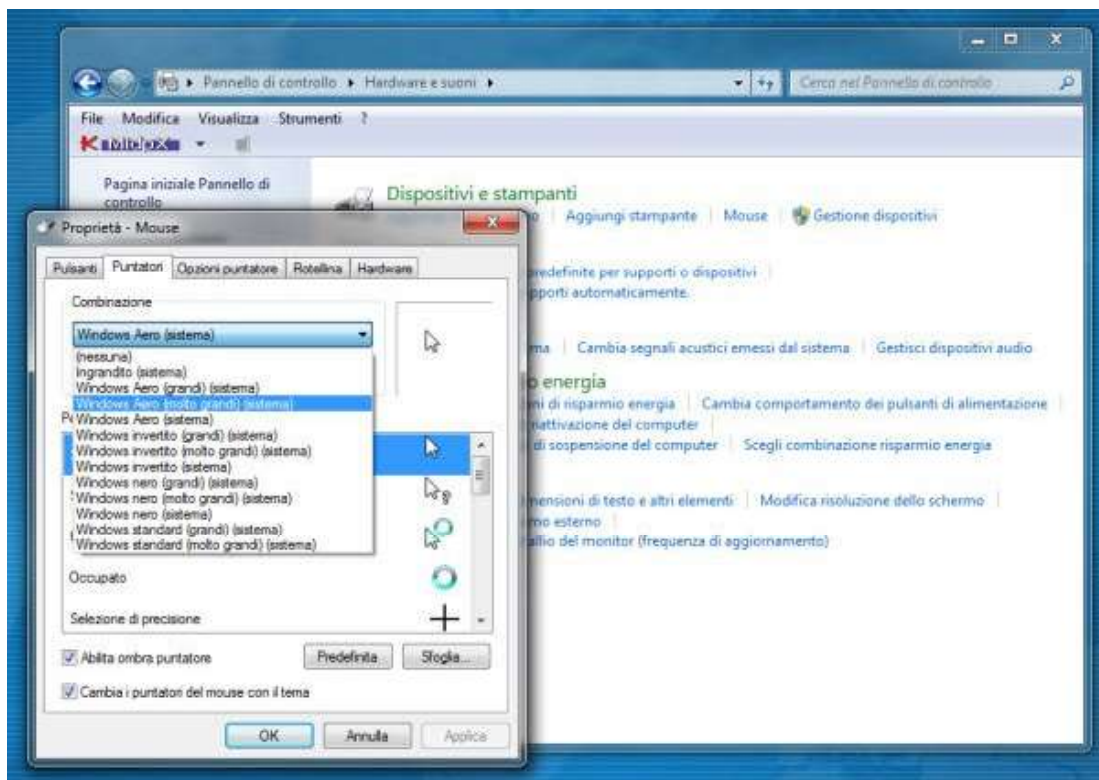 Pannello di controllo Hardware e suoni
Cerca nel Pannello di controllo
File Modifica Visualizza Strumenti ?
Pagina iniziale Pannello di
controllo
Dispositivi e stampanti
Aggiungi stampante Mouse Gestione dispositivi
predefinite per supporti o dispositivi
automaticamente.
Cambia segnali acustici emessi dal sistema Gestisci dispositivi audio
energia
di risparmio energia Cambia comportamento dei pulsanti di alimentazione
riattivazione del computer
di sospensione del computer Scegli combinazione risparmio energia
dimensioni di testo e altri elementi Modifica risoluzione dello schermo
esterno
del monitor (frequenza di aggiornamento)
Proprietà - Mouse
Pulsanti Puntatori Opzioni puntatore Rotellina Hardware
Combinazione
Windows Aero (sistema)
(nessuna)
Ingrandito (sistema)
Windows Aero (grandi) (sistema)
Windows Aero (molto grandi) (sistema)
Windows Aero (sistema)
Windows invertito (grandi) (sistema)
Windows invertito (molto grandi) (sistema)
Windows invertito (sistema)
Windows nero (grandi) (sistema)
Windows nero (molto grandi) (sistema)
Windows nero (sistema)
Windows standard (grandi) (sistema)
Windows standard (molto grandi) (sistema)
Occupato
Selezione di precisione
Abilita ombra puntatore Predefinita Sfoglia...
Cambia i puntatori del mouse con il tema
OK Annulla Applica